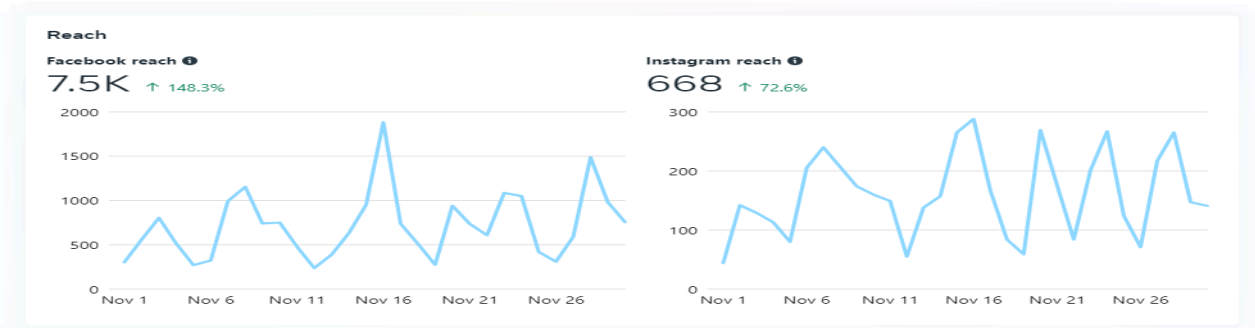 Reach
Facebook reach
7.5K ↑ 148.3%
2000
1500
1000
500
0
Nov 1 Nov 6 Nov 11 Nov 16 Nov 21 Nov 26
Instagram reach
668 ↑ 72.6%
300
200
100
0
Nov 1 Nov 6 Nov 11 Nov 16 Nov 21 Nov 26